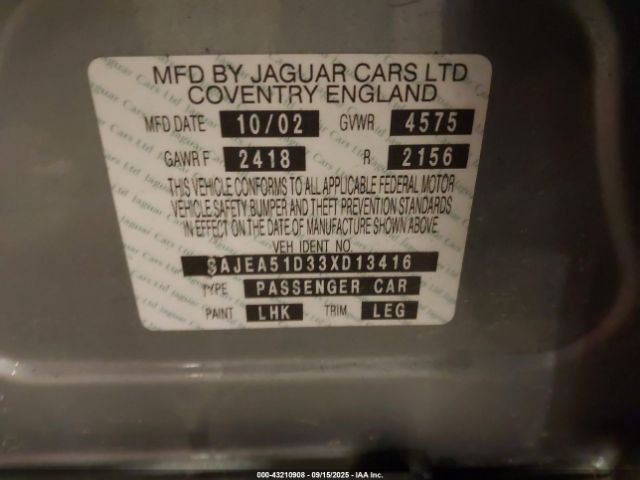 MFD BY JAGUAR CARS LTD
COVENTRY ENGLAND
MFD DATE 10/02 GVWR 4575
GAWR F 2418 R 2156
THIS VEHICLE CONFORMS TO ALL APPLICABLE FEDERAL MOTOR
VEHICLE SAFETY BUMPER AND THEFT PREVENTION STANDARDS
IN EFFECT ON THE DATE OF MANUFACTURE SHOWN ABOVE
VEH IDENT NO
SAJEA51D33XD13416
TYPE PASSENGER CAR
PAINT LHK TRIM LEG
000-43210908 - 09/15/2025 - IAA Inc.